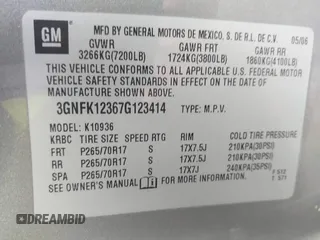 GM
MFD BY GENERAL MOTORS DE MEXICO, S. DE R.L. DE C.V. 05/06
GVWR GAWR FRT GAWR RR
3266KG(7200LB) 1724KG(3800LB) 1860KG(4100LB)
THIS VEHICLE CONFORMS TO ALL APPLICABLE U.S. FEDERAL
SAFETY STANDARDS IN EFFECT ON THE DATE OF
MANUFACTURE SHOWN ABOVE.
3GNFK12367G123414 TYPE: M.P.V.
MODEL: K10936
KRBC TIRE SIZE SPEED RTG RIM COLD TIRE PRESSURE
FRT P265/70R17 S 17X7.5J 210KPA(30PSI)
RR P265/70R17 S 17X7.5J 210KPA(30PSI)
SPA P265/70R17 S 17X7J 240KPA(35PSI)
SEE OWNER'S MANUAL FOR ADDITIONAL INFORMATION.
DREAMBID